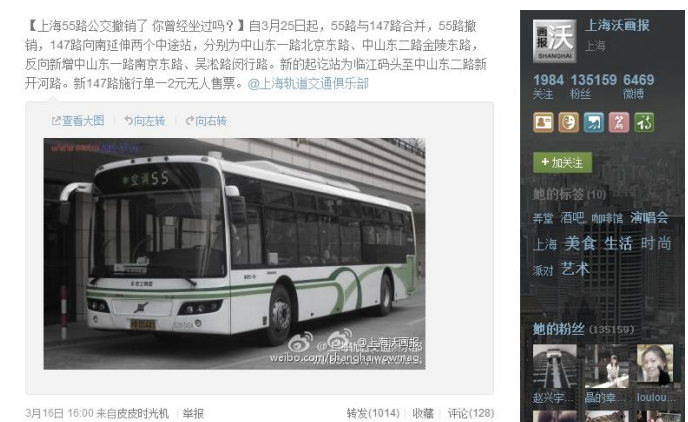 【上海55路公交撤销了 你曾经坐过吗？】自3月25日起，55路与147路合并，55路撤
销，147路向南延伸两个中途站，分别为中山东一路北京东路、中山东二路金陵东路，
反向新增中山东一路南京东路、吴淞路闵行路。新的起讫站为临江码头至中山东二路新
开河路。新147路施行单一2元无人售票。@上海轨道交通俱乐部
查看大图 向左转 向右转
空调55
@上海沃画报
weibo.com/shanghaiwowmag
3月16日 16:00 来自皮皮时光机 举报 转发(1014) 收藏 评论(128)
画报 沃
SHANGHAI
上海沃画报
上海
1984 135159 6469
关注 粉丝 微博
+ 加关注
她的标签(10)
弄堂 酒吧 咖啡馆 演唱会
上海 美食 生活 时尚
派对 艺术
她的粉丝 (135159)
赵兴宇... 晶的幸... loulou...